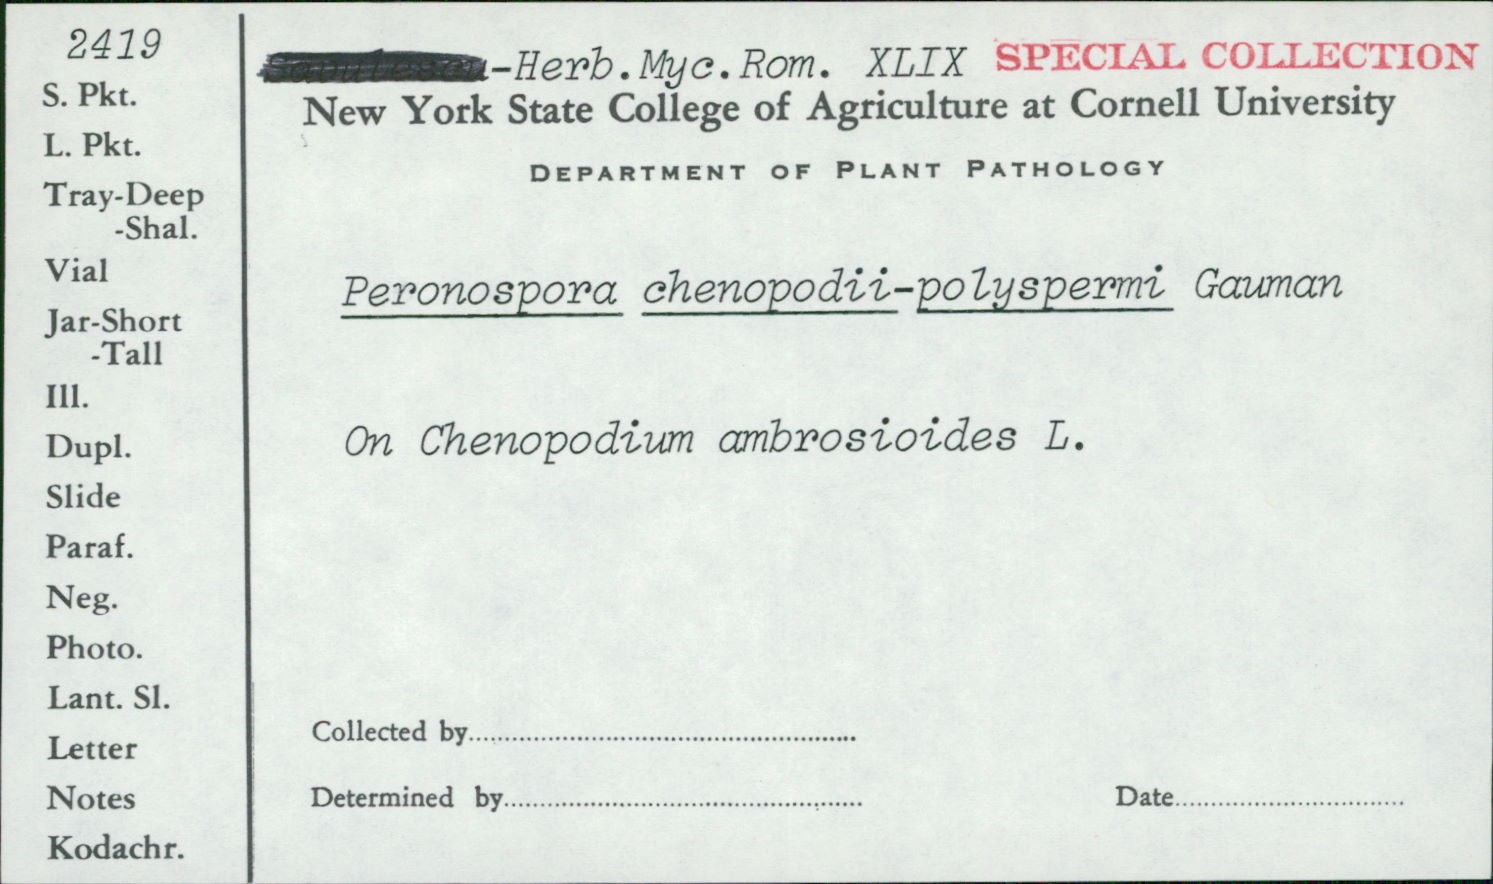 2419
S. Pkt.
L. Pkt.
Tray-Deep
-Shal.
Vial
Jar-Short
-Tall
Ill.
Dupl.
Slide
Paraf.
Neg.
Photo.
Lant. Sl.
Letter
Notes
Kodachr.
-Herb.Myc.Rom. XLIX SPECIAL COLLECTION
New York State College of Agriculture at Cornell University
DEPARTMENT OF PLANT PATHOLOGY
Peronospora chenopodii-polyspermi Gauman
On Chenopodium ambrosioides L.
Collected by
Determined by
Date